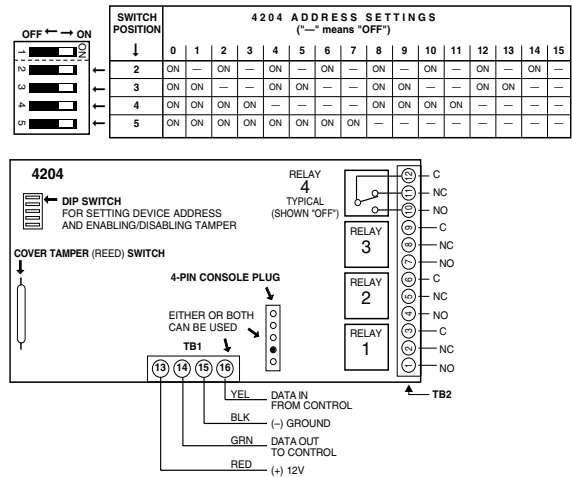 OFF ON
ON
1
2
3
4
5
SWITCH POSITION
4204 ADDRESS SETTINGS
("—" means "OFF")
0 1 2 3 4 5 6 7 8 9 10 11 12 13 14 15
2 ON — ON — ON — ON — ON — ON — ON — ON —
3 ON ON — — ON ON — — ON ON — — ON ON — —
4 ON ON ON ON — — — — ON ON ON ON — — — —
5 ON ON ON ON ON ON ON ON — — — — — — — —
4204
DIP SWITCH
FOR SETTING DEVICE ADDRESS
AND ENABLING/DISABLING TAMPER
COVER TAMPER (REED) SWITCH
4-PIN CONSOLE PLUG
EITHER OR BOTH
CAN BE USED
TB1
13 14 15 16
RELAY
4
TYPICAL
(SHOWN "OFF")
RELAY
3
RELAY
2
RELAY
1
12 C
11 NC
10 NO
9 C
8 NC
7 NO
6 C
5 NC
4 NO
3 C
2 NC
1 NO
TB2
YEL DATA IN
FROM CONTROL
BLK (–) GROUND
GRN DATA OUT
TO CONTROL
RED (+) 12V